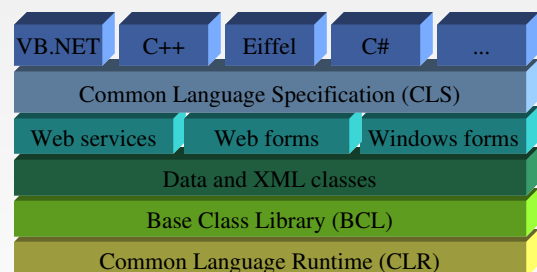 VB.NET C++ Eiffel C# ...
Common Language Specification (CLS)
Web services Web forms Windows forms
Data and XML classes
Base Class Library (BCL)
Common Language Runtime (CLR)